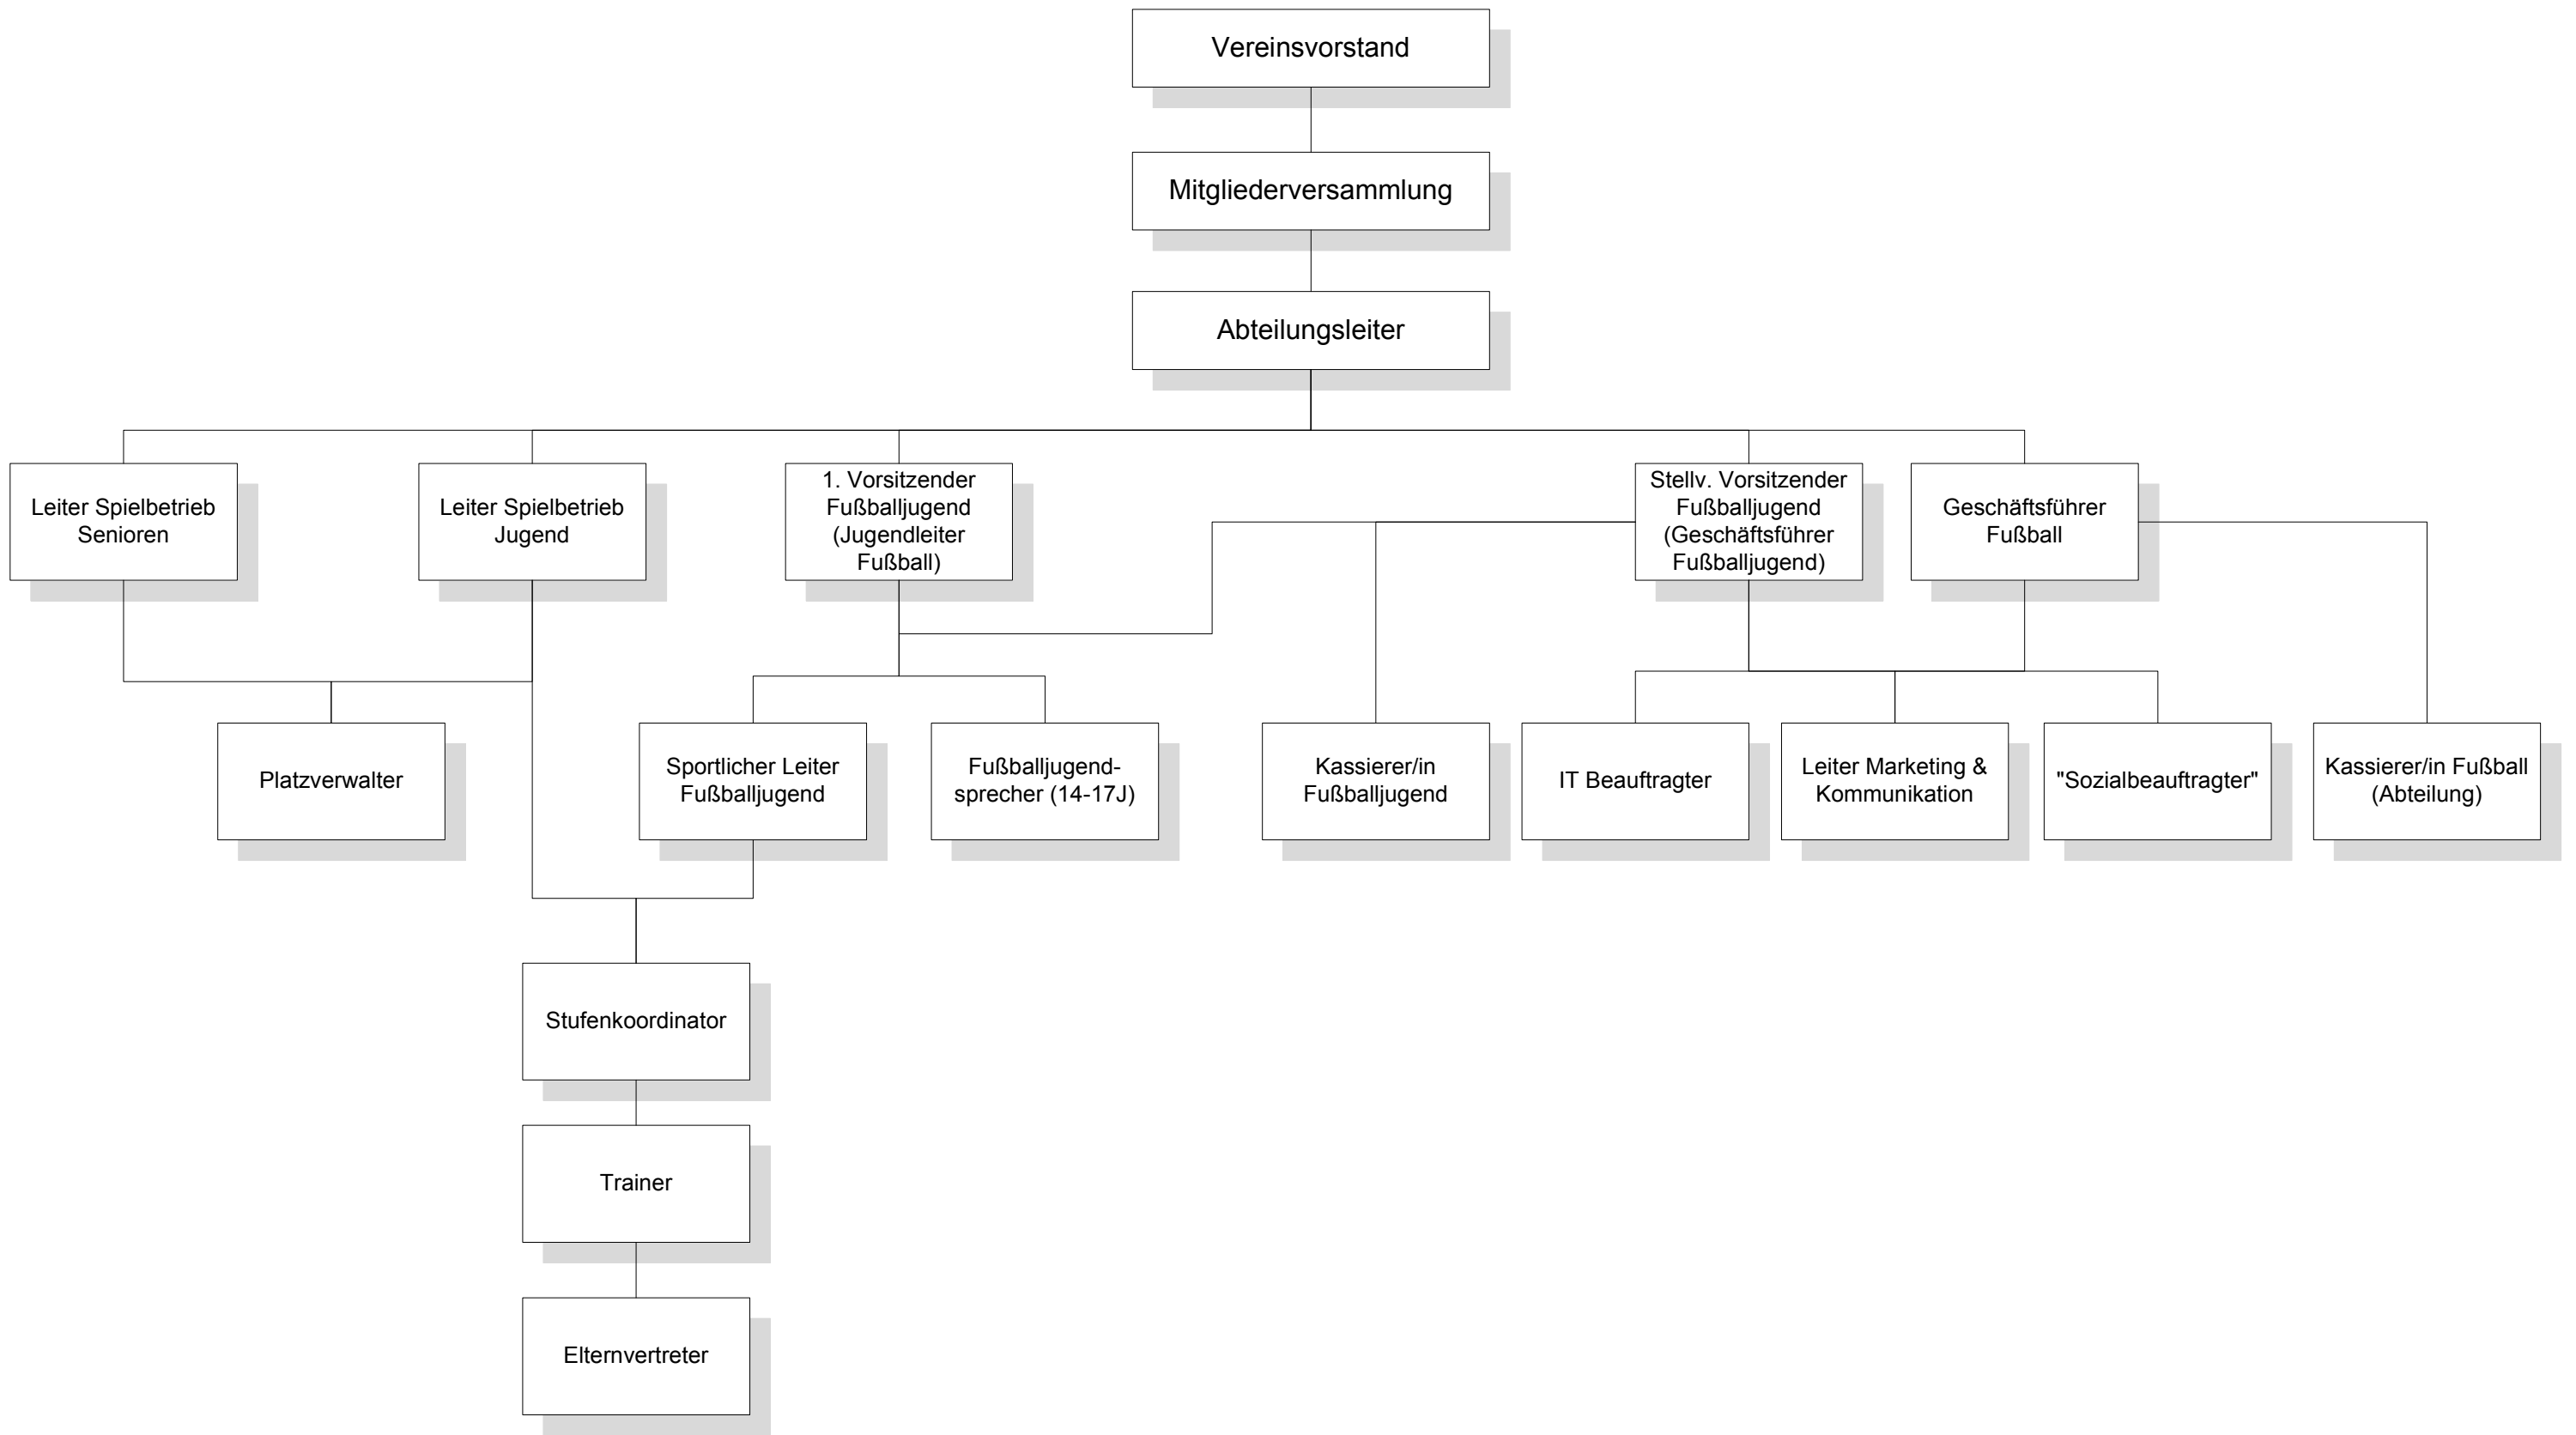 Vereinsvorstand
Mitgliederversammlung
Abteilungsleiter
Leiter Spielbetrieb
Senioren
Leiter Spielbetrieb
Jugend
1. Vorsitzender
Fußballjugend
(Jugendleiter
Fußball)
Stellv. Vorsitzender
Fußballjugend
(Geschäftsführer
Fußballjugend)
Geschäftsführer
Fußball
Platzverwalter
Sportlicher Leiter
Fußballjugend
Fußballjugend-
sprecher (14-17J)
Kassierer/in
Fußballjugend
IT Beauftragter
Leiter Marketing &
Kommunikation
"Sozialbeauftragter"
Kassierer/in Fußball
(Abteilung)
Stufenkoordinator
Trainer
Elternvertreter